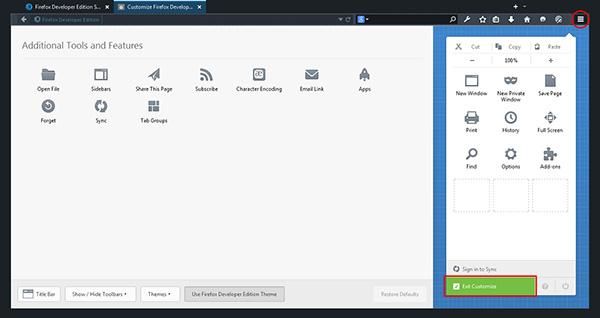 Firefox Developer Edition S...
Customize Firefox Develop...
Firefox Developer Edition
Additional Tools and Features
Open File
Sidebars
Share This Page
Subscribe
Character Encoding
Email Link
Apps
Forget
Sync
Tab Groups
Cut
Copy
Paste
100%
New Window
New Private Window
Save Page
Print
History
Full Screen
Find
Options
Add-ons
Sign in to Sync
Exit Customize
Title Bar
Show / Hide Toolbars
Themes
Use Firefox Developer Edition Theme
Restore Defaults